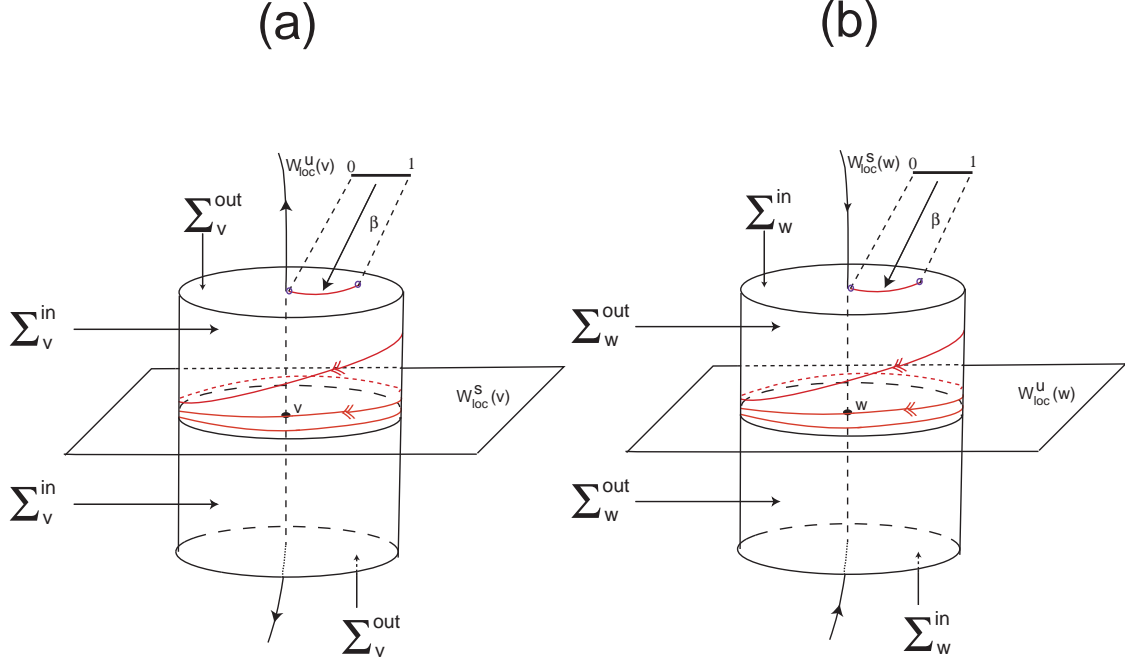 (a) (b)
W^u_loc(v) 0 1 W^s_loc(w) 0 1
Σ^out_v β Σ^in_w β
Σ^in_v Σ^out_w
W^s_loc(v) W^u_loc(w)
v w
Σ^in_v Σ^out_w
Σ^out_v Σ^in_w